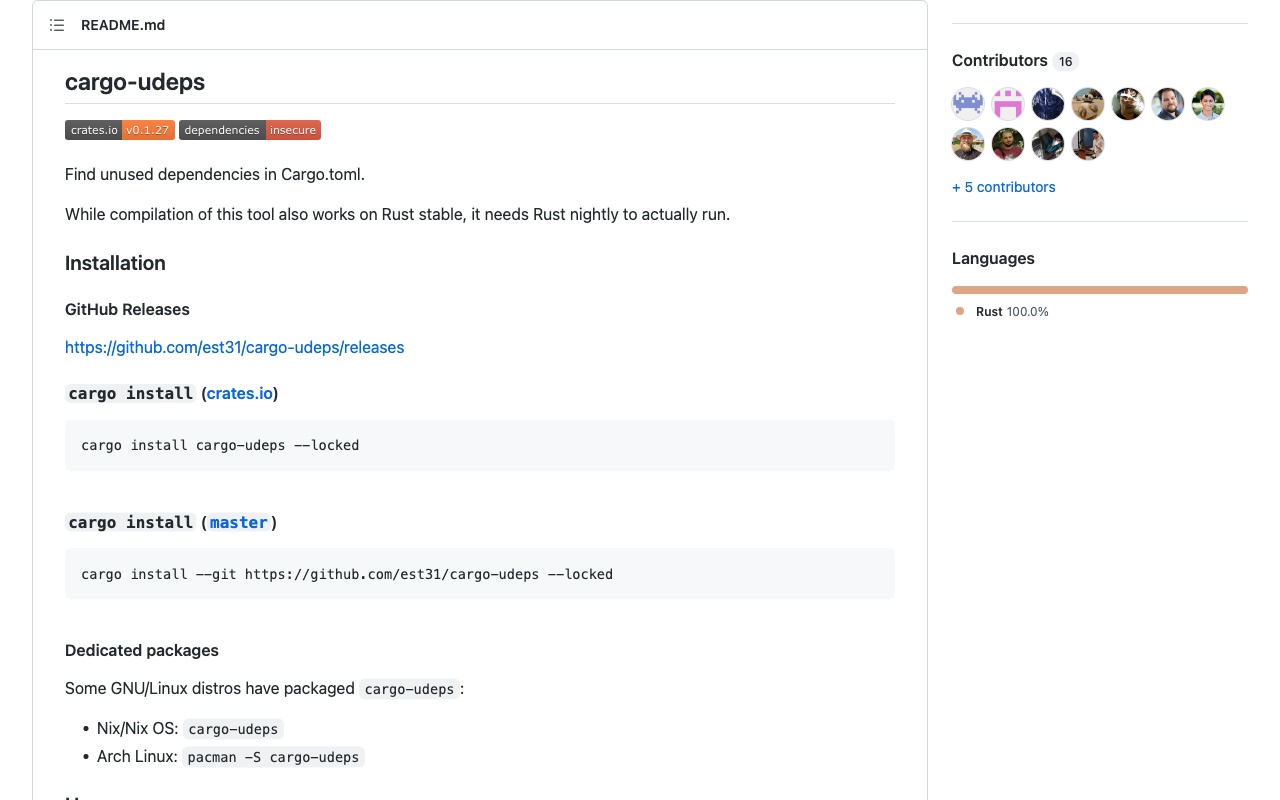 README.md
cargo-udeps
crates.io v0.1.27 dependencies insecure
Find unused dependencies in Cargo.toml.
While compilation of this tool also works on Rust stable, it needs Rust nightly to actually run.
Installation
GitHub Releases
https://github.com/est31/cargo-udeps/releases
cargo install (crates.io)
cargo install cargo-udeps --locked
cargo install (master)
cargo install --git https://github.com/est31/cargo-udeps --locked
Dedicated packages
Some GNU/Linux distros have packaged cargo-udeps:
• Nix/Nix OS: cargo-udeps
• Arch Linux: pacman -S cargo-udeps
Contributors 16
+ 5 contributors
Languages
Rust 100.0%